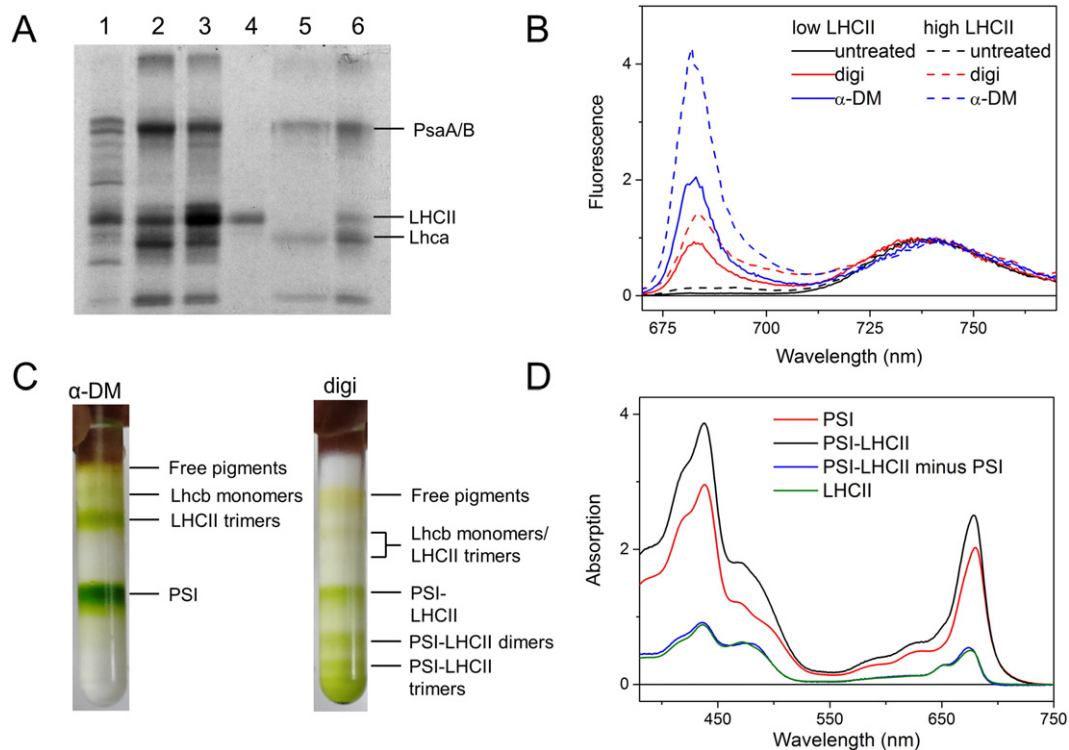 A
1 2 3 4 5 6
PsaA/B
LHCII
Lhca
B
low LHCII high LHCII
untreated untreated
digi digi
α-DM α-DM
Fluorescence
4
2
0
675 700 725 750
Wavelength (nm)
C
α-DM
Free pigments
Lhcb monomers
LHCII trimers
PSI
digi
Free pigments
Lhcb monomers/
LHCII trimers
PSI-
LHCII
PSI-LHCII dimers
PSI-LHCII
trimers
D
PSI
PSI-LHCII
PSI-LHCII minus PSI
LHCII
Absorption
4
2
0
450 550 650 750
Wavelength (nm)